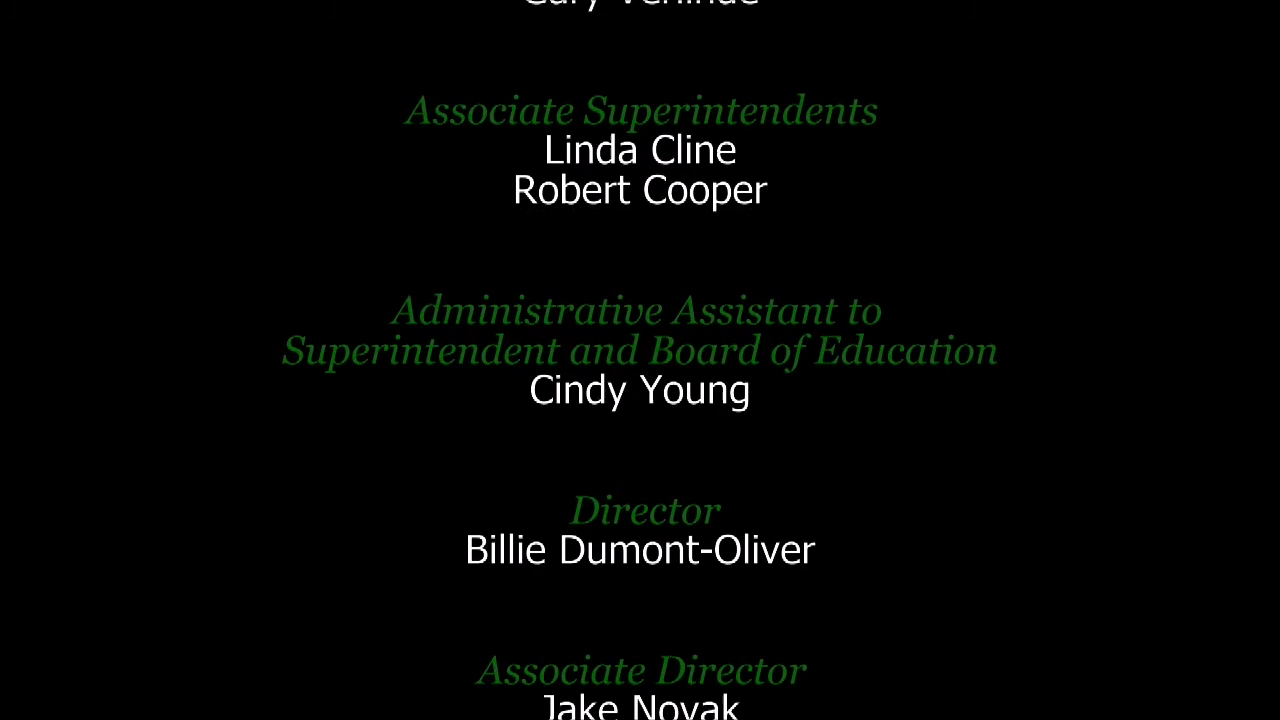 Associate Superintendents
Linda Cline
Robert Cooper
Administrative Assistant to
Superintendent and Board of Education
Cindy Young
Director
Billie Dumont-Oliver
Associate Director
Jake Novak